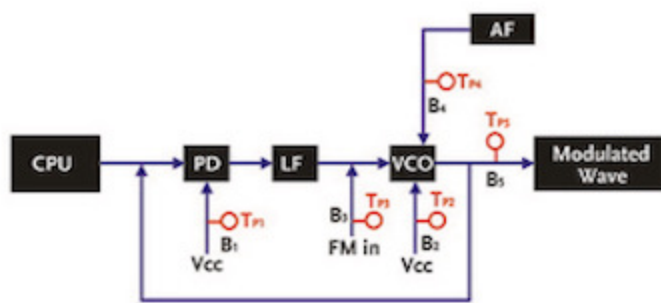 AF
TP4
B4
TP5
CPU
PD
LF
VCO
Modulated
Wave
B5
TP1
B3
TP3
TP2
B1
FM in
B2
Vcc
Vcc